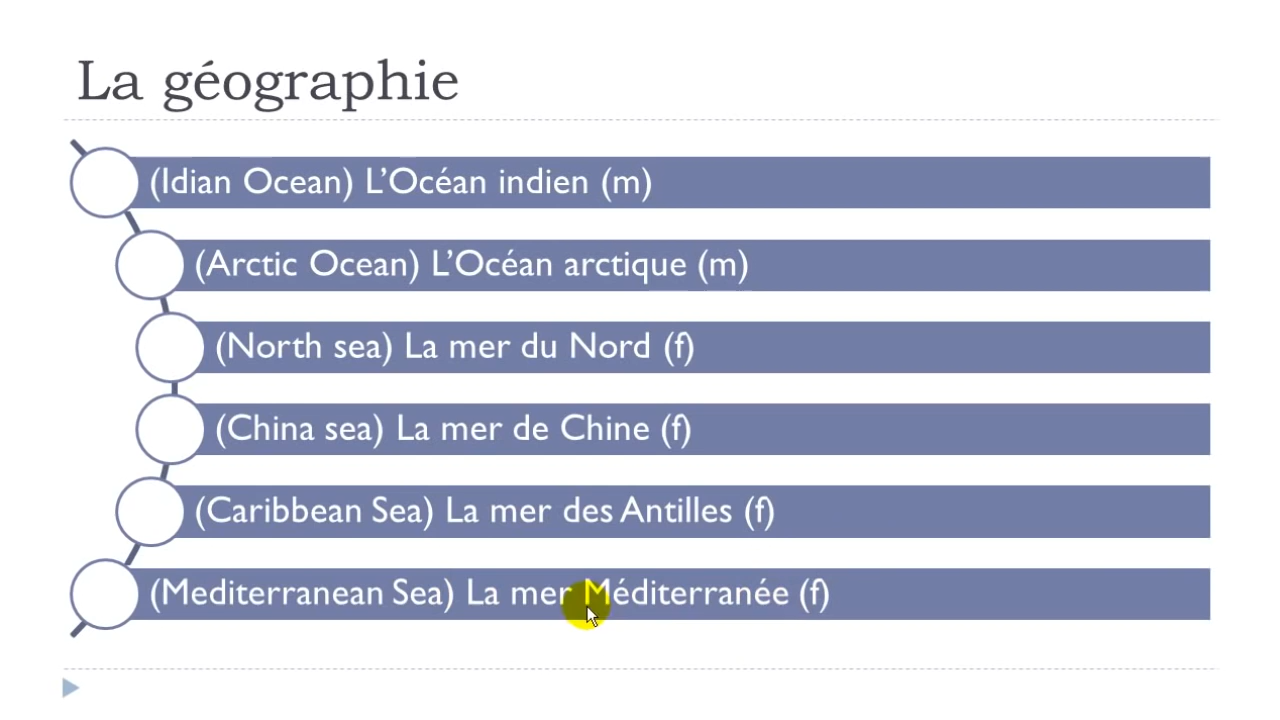 La géographie
(Idian Ocean) L’Océan indien (m)
(Arctic Ocean) L’Océan arctique (m)
(North sea) La mer du Nord (f)
(China sea) La mer de Chine (f)
(Caribbean Sea) La mer des Antilles (f)
(Mediterranean Sea) La mer Méditerranée (f)